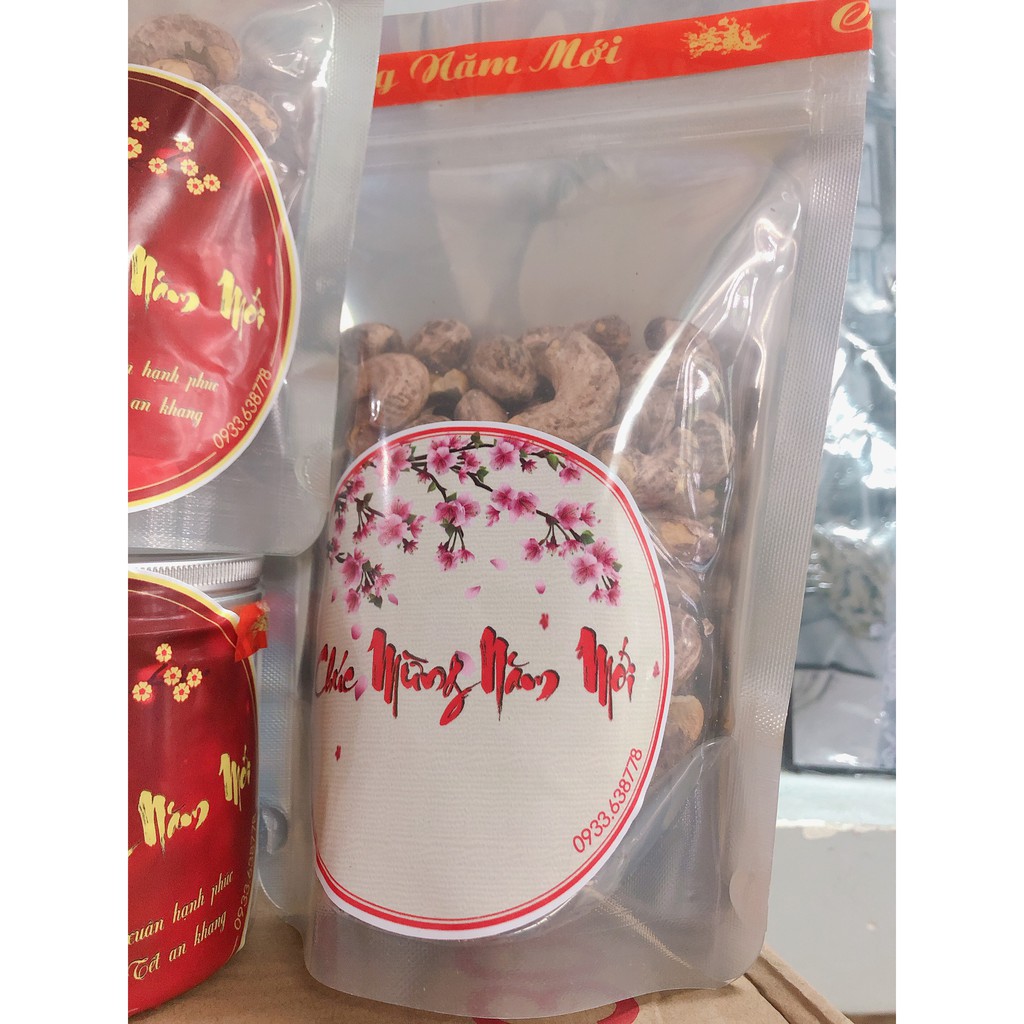 g Năm Mới
C
Năm Mới
hạnh phúc
an khang
0933.638778
Chúc Mừng Năm Mới
0933.638778
Năm Mới
xuân hạnh phúc
Tết an khang